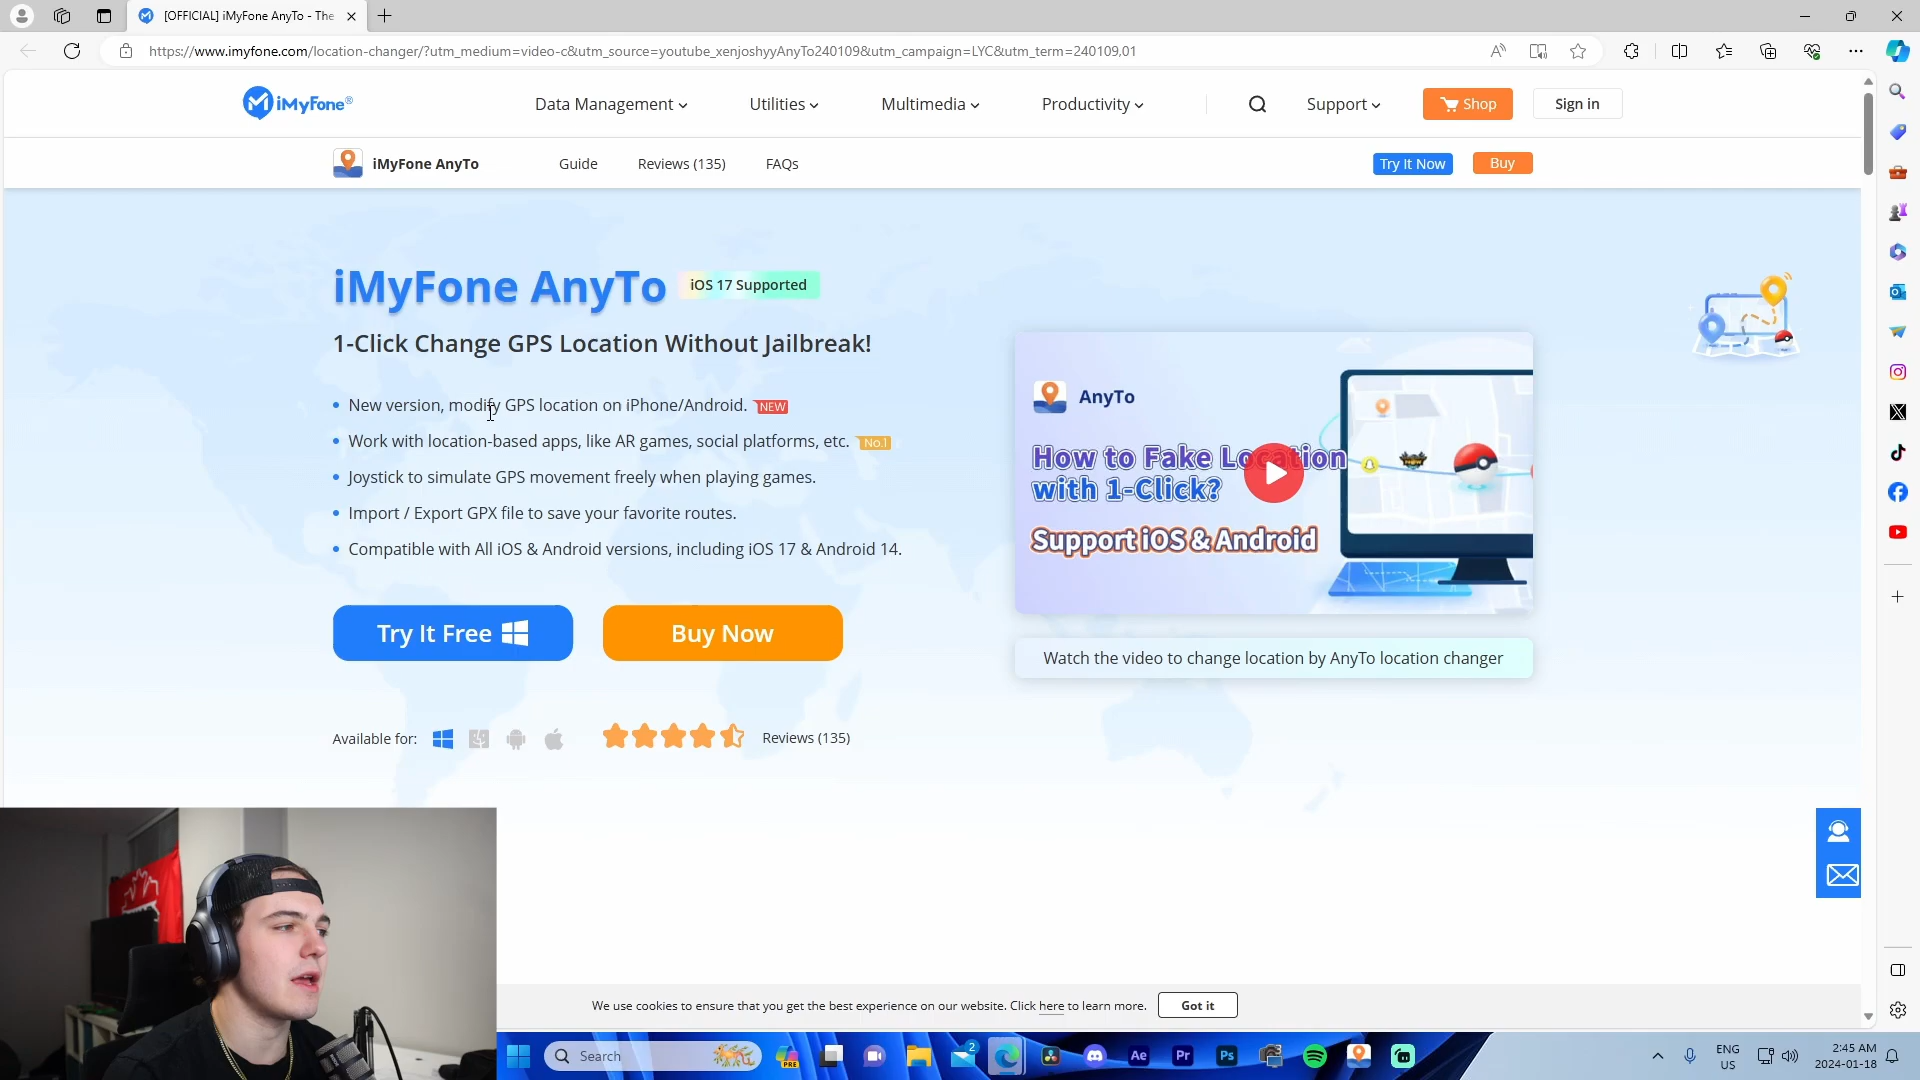 [OFFICIAL] iMyFone AnyTo - The
https://www.imyfone.com/location-changer/?utm_medium=video-c&utm_source=youtube_xenjoshyyAnyTo240109&utm_campaign=LYC&utm_term=240109,01
iMyFone®
Data Management
Utilities
Multimedia
Productivity
Support
Shop
Sign in
iMyFone AnyTo
Guide
Reviews (135)
FAQs
Try It Now
Buy
iMyFone AnyTo
iOS 17 Supported
1-Click Change GPS Location Without Jailbreak!
New version, modify GPS location on iPhone/Android. NEW
Work with location-based apps, like AR games, social platforms, etc. No.1
Joystick to simulate GPS movement freely when playing games.
Import / Export GPX file to save your favorite routes.
Compatible with All iOS & Android versions, including iOS 17 & Android 14.
Try It Free
Buy Now
Available for:
Reviews (135)
AnyTo
How to Fake Location
with 1-Click?
Support iOS & Android
Watch the video to change location by AnyTo location changer
We use cookies to ensure that you get the best experience on our website. Click here to learn more.
Got it
Search
PRE
2
Ae
Pr
Ps
ENG
US
2:45 AM
2024-01-18